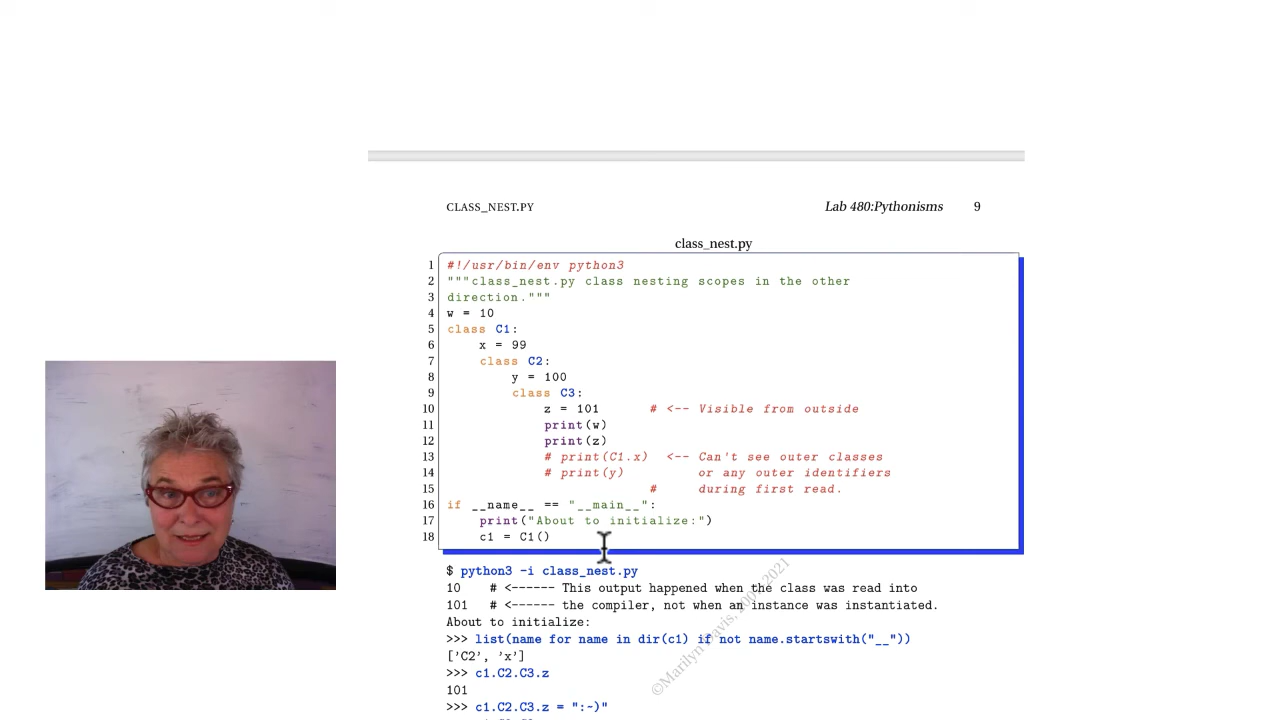 CLASS_NEST.PY Lab 480:Pythonisms 9
class_nest.py
1 #!/usr/bin/env python3
2 """class_nest.py class nesting scopes in the other
3 direction."""
4 w = 10
5 class C1:
6     x = 99
7     class C2:
8         y = 100
9         class C3:
10             z = 101 # <-- Visible from outside
11             print(w)
12             print(z)
13             # print(C1.x) <-- Can't see outer classes
14             # print(y) or any outer identifiers
15 # during first read.
16 if __name__ == "__main__":
17     print("About to initialize:")
18     c1 = C1()
$ python3 -i class_nest.py
10 # <------ This output happened when the class was read into
101 # <------ the compiler, not when an instance was instantiated.
About to initialize:
>>> list(name for name in dir(c1) if not name.startswith("__"))
['C2', 'x']
>>> c1.C2.C3.z
101
>>> c1.C2.C3.z = ":~)"
©Marilyn Davis, 2021